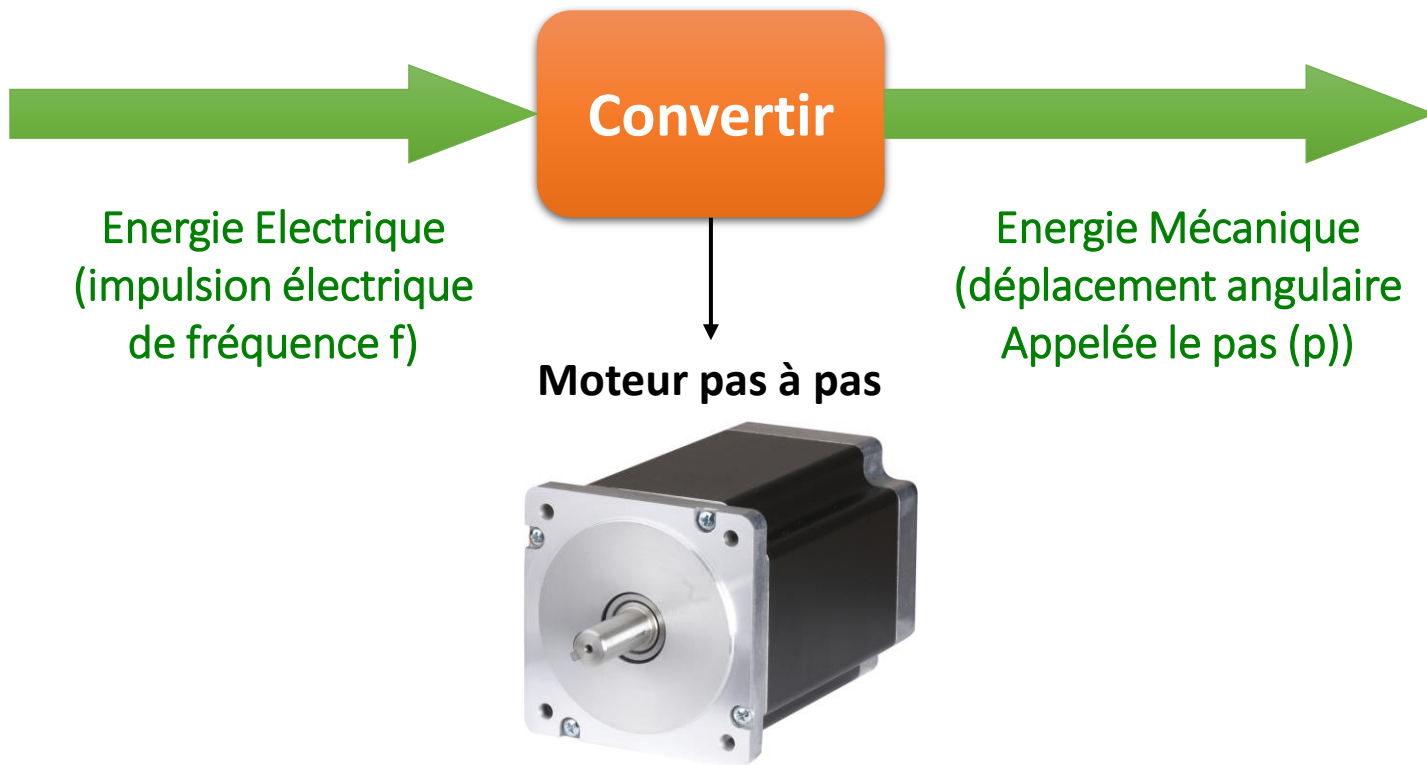 Convertir
Energie Electrique
(impulsion électrique
de fréquence f)
Energie Mécanique
(déplacement angulaire
Appelée le pas (p))
Moteur pas à pas